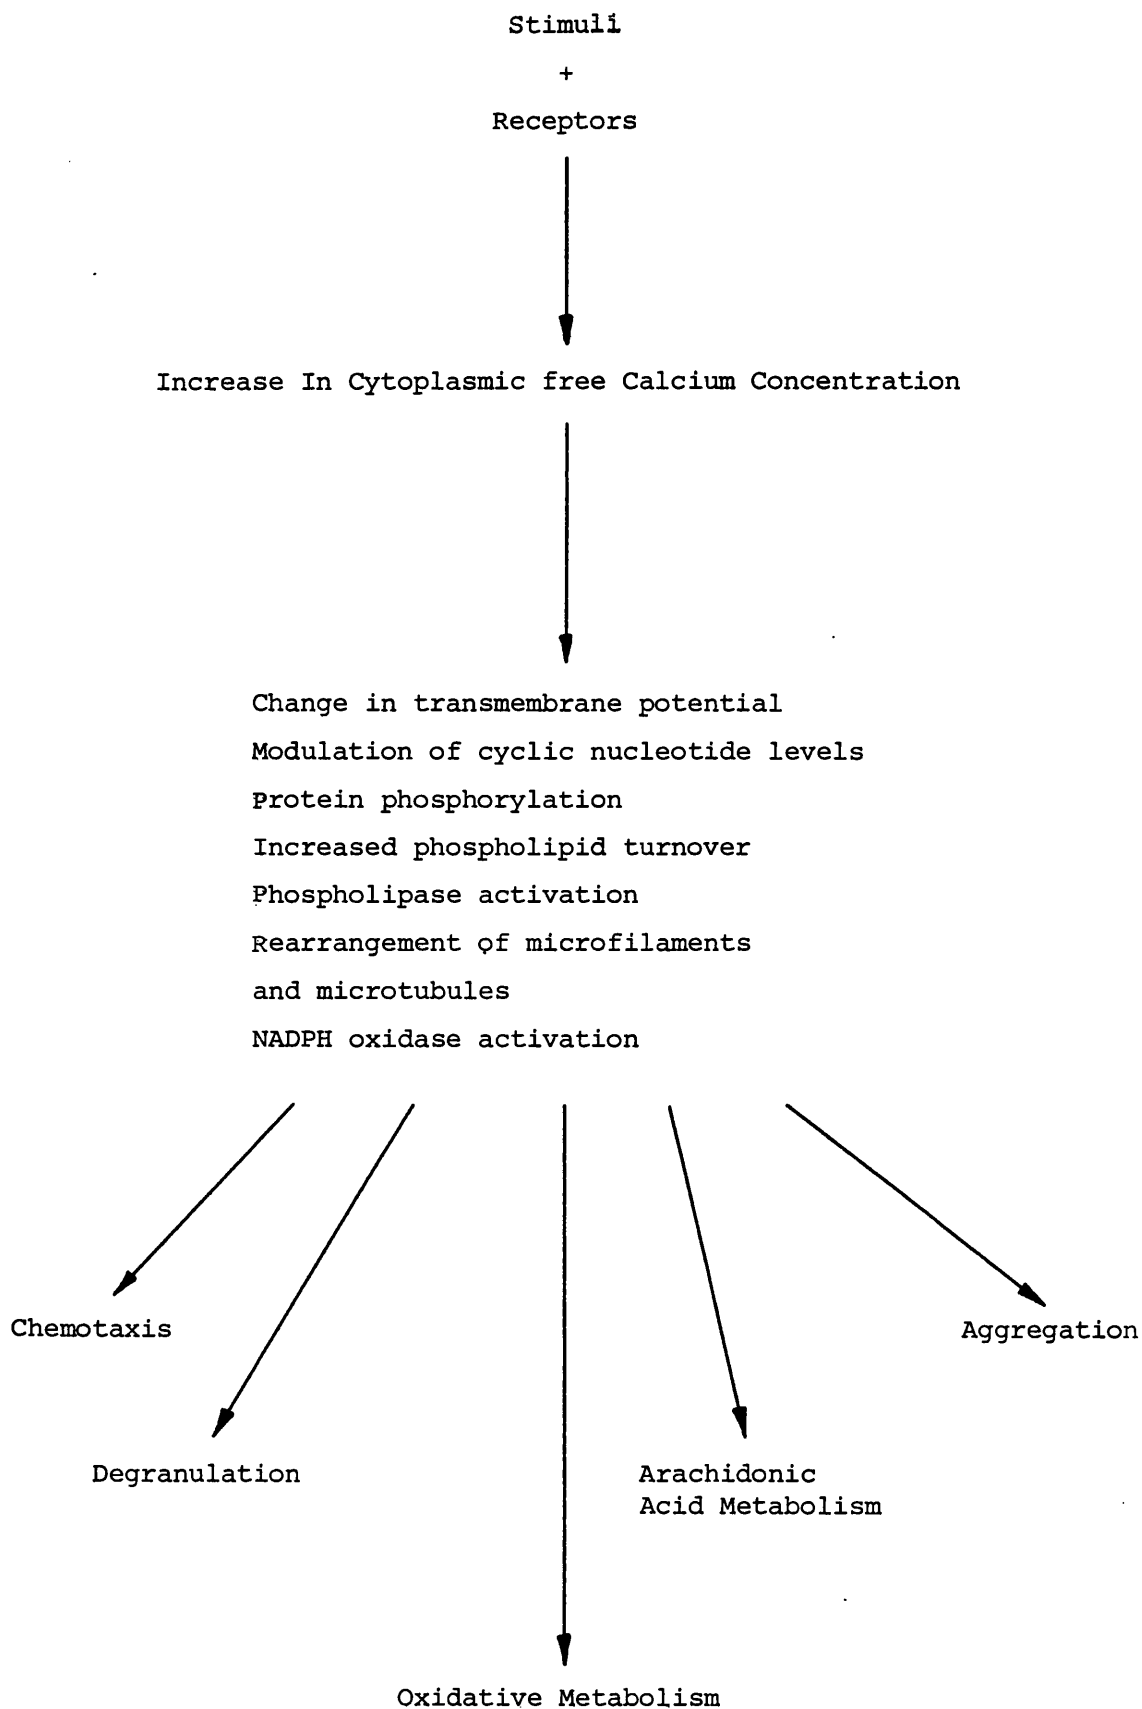 Stimuli
+
Receptors
Increase In Cytoplasmic free Calcium Concentration
Change in transmembrane potential
Modulation of cyclic nucleotide levels
Protein phosphorylation
Increased phospholipid turnover
Phospholipase activation
Rearrangement of microfilaments
and microtubules
NADPH oxidase activation
Chemotaxis
Aggregation
Degranulation
Arachidonic
Acid Metabolism
Oxidative Metabolism